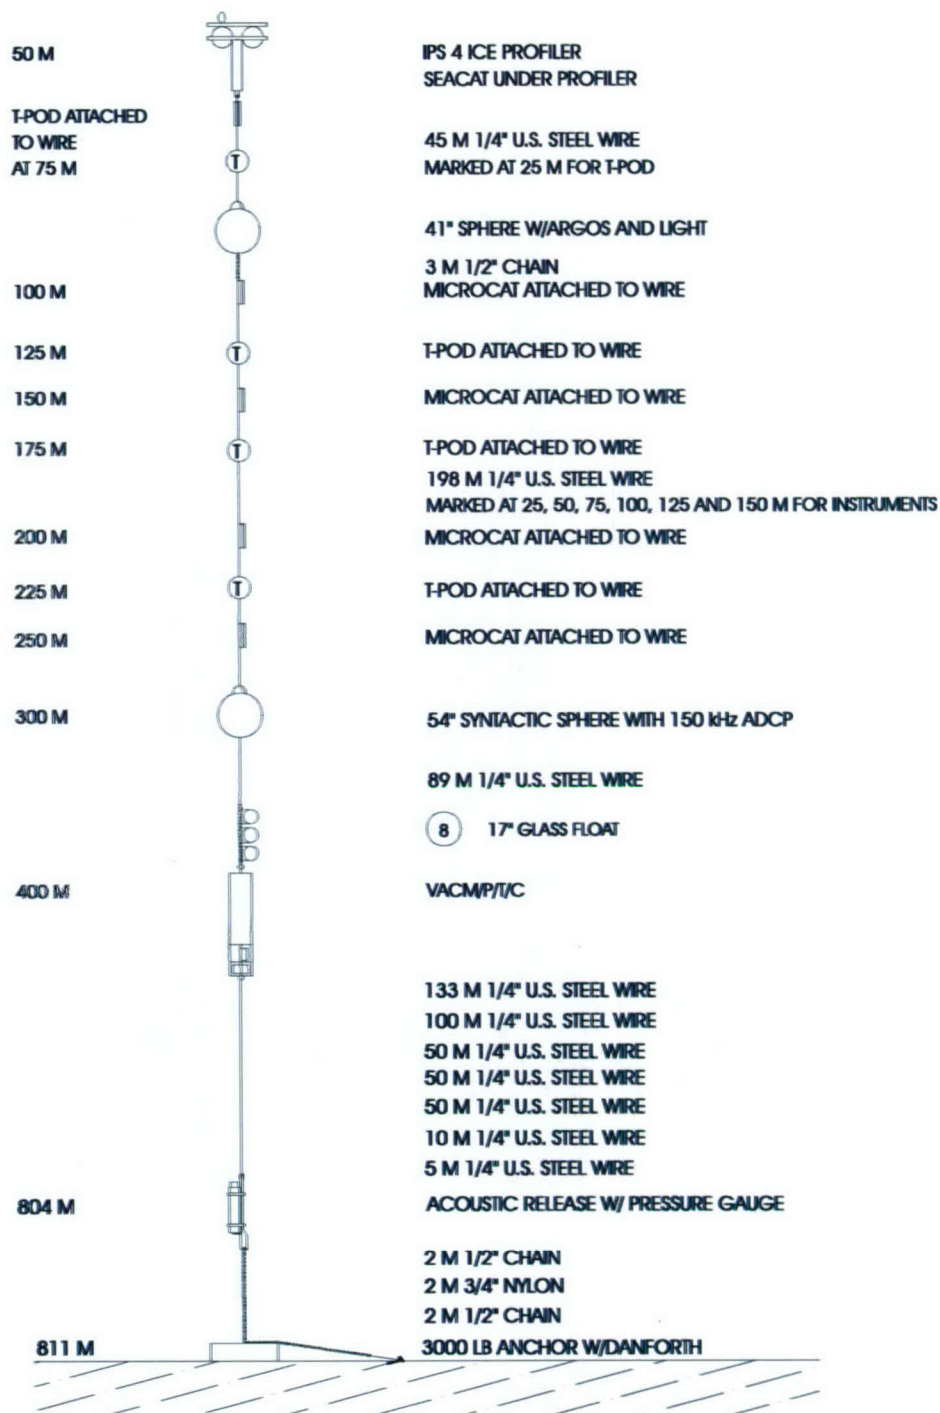 50 M
IPS 4 ICE PROFILER
SEACAT UNDER PROFILER
T-POD ATTACHED
TO WIRE
AT 75 M
45 M 1/4" U.S. STEEL WIRE
MARKED AT 25 M FOR T-POD
T
41" SPHERE W/ARGOS AND LIGHT
3 M 1/2" CHAIN
100 M
MICROCAT ATTACHED TO WIRE
125 M
T
T-POD ATTACHED TO WIRE
150 M
MICROCAT ATTACHED TO WIRE
175 M
T
T-POD ATTACHED TO WIRE
198 M 1/4" U.S. STEEL WIRE
MARKED AT 25, 50, 75, 100, 125 AND 150 M FOR INSTRUMENTS
200 M
MICROCAT ATTACHED TO WIRE
225 M
T
T-POD ATTACHED TO WIRE
250 M
MICROCAT ATTACHED TO WIRE
300 M
54" SYNTACTIC SPHERE WITH 150 kHz ADCP
89 M 1/4" U.S. STEEL WIRE
8 17" GLASS FLOAT
400 M
VACM/P/T/C
133 M 1/4" U.S. STEEL WIRE
100 M 1/4" U.S. STEEL WIRE
50 M 1/4" U.S. STEEL WIRE
50 M 1/4" U.S. STEEL WIRE
50 M 1/4" U.S. STEEL WIRE
10 M 1/4" U.S. STEEL WIRE
5 M 1/4" U.S. STEEL WIRE
804 M
ACOUSTIC RELEASE W/ PRESSURE GAUGE
2 M 1/2" CHAIN
2 M 3/4" NYLON
2 M 1/2" CHAIN
811 M
3000 LB ANCHOR W/DANFORTH